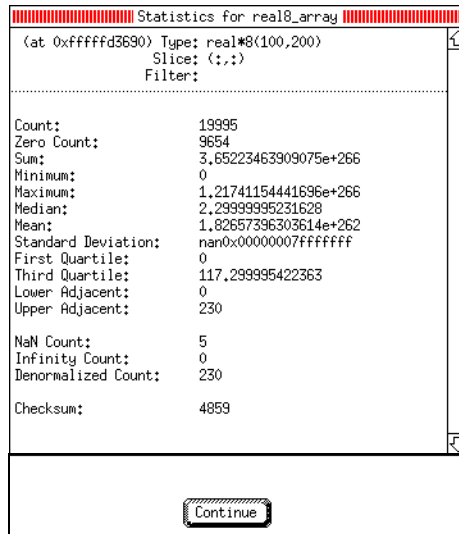 Statistics for real8_array
(at 0xfffffd3690) Type: real*8(100,200)
Slice: (:,:)
Filter:
Count: 19995
Zero Count: 9654
Sum: 3.65223463909075e+266
Minimum: 0
Maximum: 1.21741154441696e+266
Median: 2.29999995231628
Mean: 1.82657396303614e+262
Standard Deviation: nan0x00000007ffffffff
First Quartile: 0
Third Quartile: 117.299995422363
Lower Adjacent: 0
Upper Adjacent: 230
NaN Count: 5
Infinity Count: 0
Denormalized Count: 230
Checksum: 4859
Continue